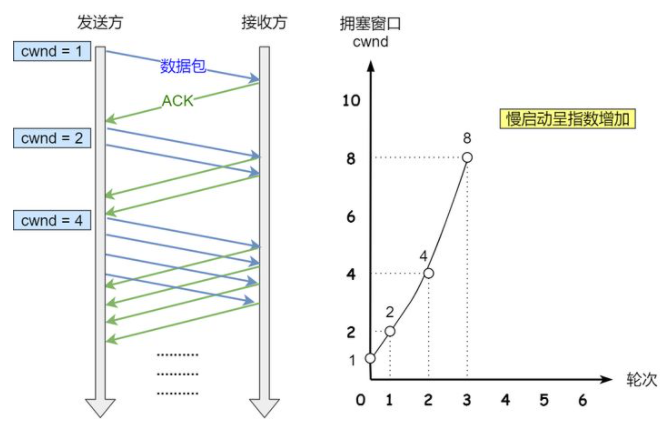 发送方
接收方
cwnd = 1
数据包
ACK
cwnd = 2
cwnd = 4
············
············
············
拥塞窗口
cwnd
慢启动呈指数增加
10
8
8
6
4
4
2
2
1
0 1 2 3 4 5 6
轮次